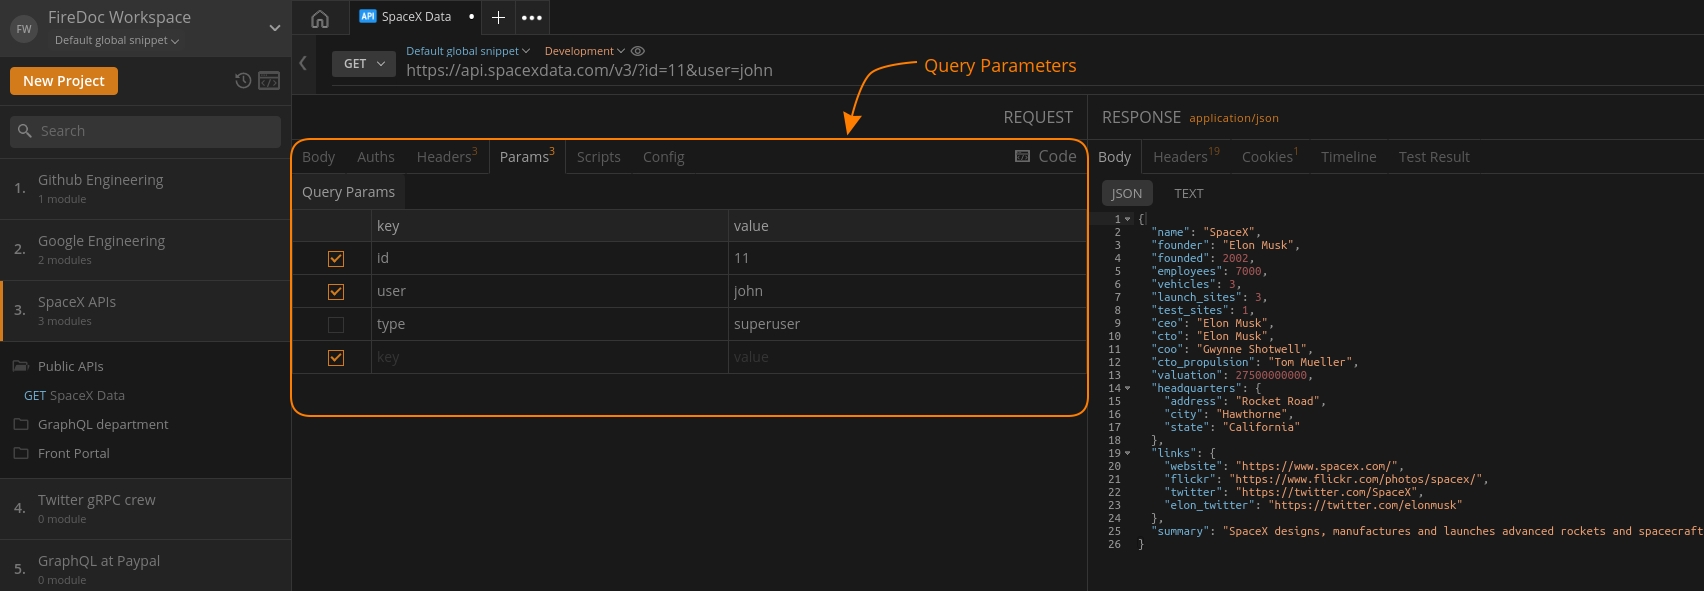 FW
FireDoc Workspace
Default global snippet
New Project
Search
1. Github Engineering
1 module
2. Google Engineering
2 modules
3. SpaceX APIs
3 modules
Public APIs
GET SpaceX Data
GraphQL department
Front Portal
4. Twitter gRPC crew
0 module
5. GraphQL at Paypal
0 module
API SpaceX Data • + •••
Default global snippet Development
GET https://api.spacexdata.com/v3/?id=11&user=john
Query Parameters
REQUEST
Body Auths Headers3 Params3 Scripts Config Code
Query Params
key value
id 11
user john
type superuser
key value
RESPONSE application/json
Body Headers19 Cookies1 Timeline Test Result
JSON TEXT
1 {
2 "name": "SpaceX",
3 "founder": "Elon Musk",
4 "founded": 2002,
5 "employees": 7000,
6 "vehicles": 3,
7 "launch_sites": 3,
8 "test_sites": 1,
9 "ceo": "Elon Musk",
10 "cto": "Elon Musk",
11 "coo": "Gwynne Shotwell",
12 "cto_propulsion": "Tom Mueller",
13 "valuation": 27500000000,
14 "headquarters": {
15 "address": "Rocket Road",
16 "city": "Hawthorne",
17 "state": "California"
18 },
19 "links": {
20 "website": "https://www.spacex.com/",
21 "flickr": "https://www.flickr.com/photos/spacex/",
22 "twitter": "https://twitter.com/SpaceX",
23 "elon_twitter": "https://twitter.com/elonmusk"
24 },
25 "summary": "SpaceX designs, manufactures and launches advanced rockets and spacecraft
26 }